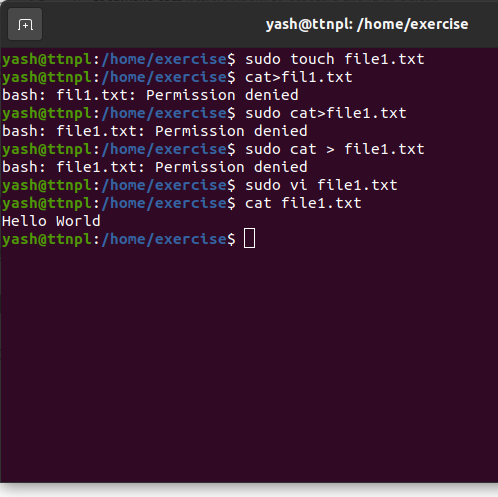 yash@ttnpl: /home/exercise
yash@ttnpl:/home/exercise$ sudo touch file1.txt
yash@ttnpl:/home/exercise$ cat>fil1.txt
bash: fil1.txt: Permission denied
yash@ttnpl:/home/exercise$ sudo cat>file1.txt
bash: file1.txt: Permission denied
yash@ttnpl:/home/exercise$ sudo cat > file1.txt
bash: file1.txt: Permission denied
yash@ttnpl:/home/exercise$ sudo vi file1.txt
yash@ttnpl:/home/exercise$ cat file1.txt
Hello World
yash@ttnpl:/home/exercise$